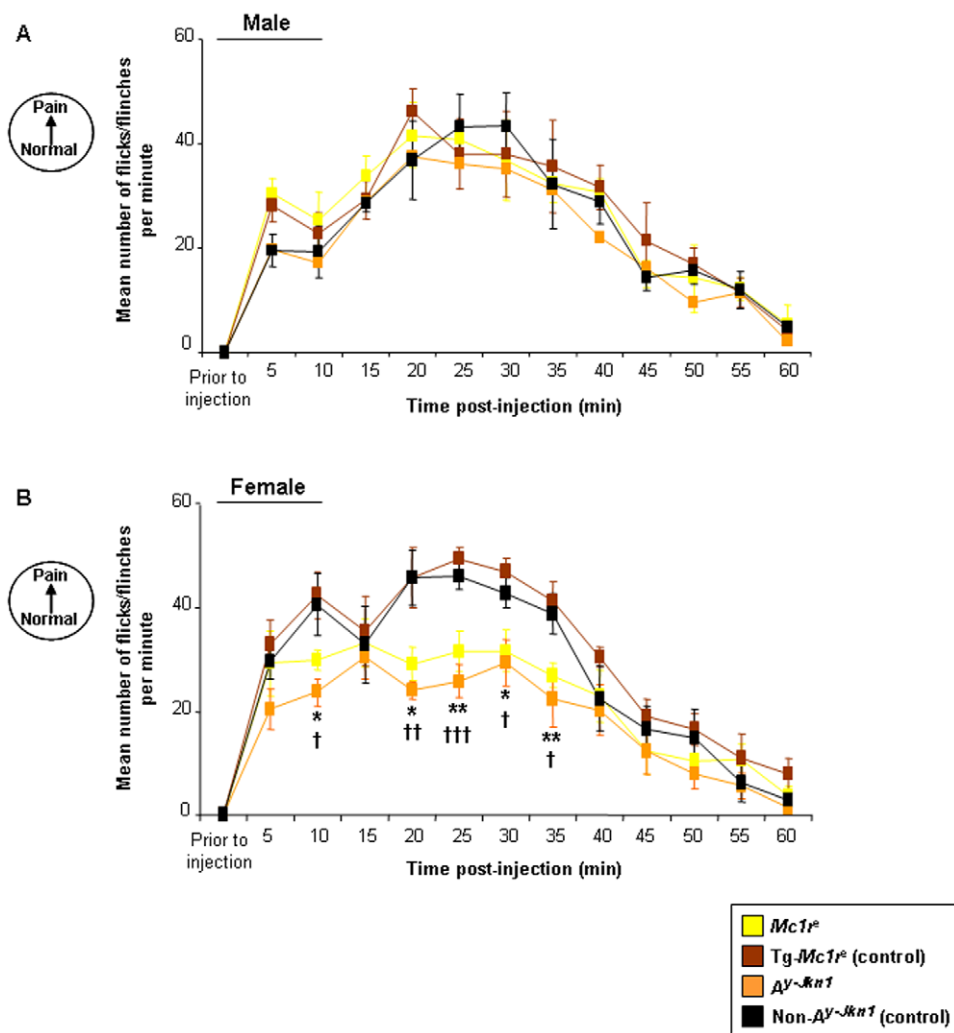 A
Male
Pain
Normal
Mean number of flicks/flinches
per minute
60
40
20
0
Prior to
injection
5 10 15 20 25 30 35 40 45 50 55 60
Time post-injection (min)
B
Female
Pain
Normal
Mean number of flicks/flinches
per minute
60
40
20
0
* * ** * **
† †† ††† † †
Prior to
injection
5 10 15 20 25 30 35 40 45 50 55 60
Time post-injection (min)
Mc1rᵉ
Tg-Mc1rᵉ (control)
Aʸ⁻ᴶᵏⁿ¹
Non-Aʸ⁻ᴶᵏⁿ¹ (control)